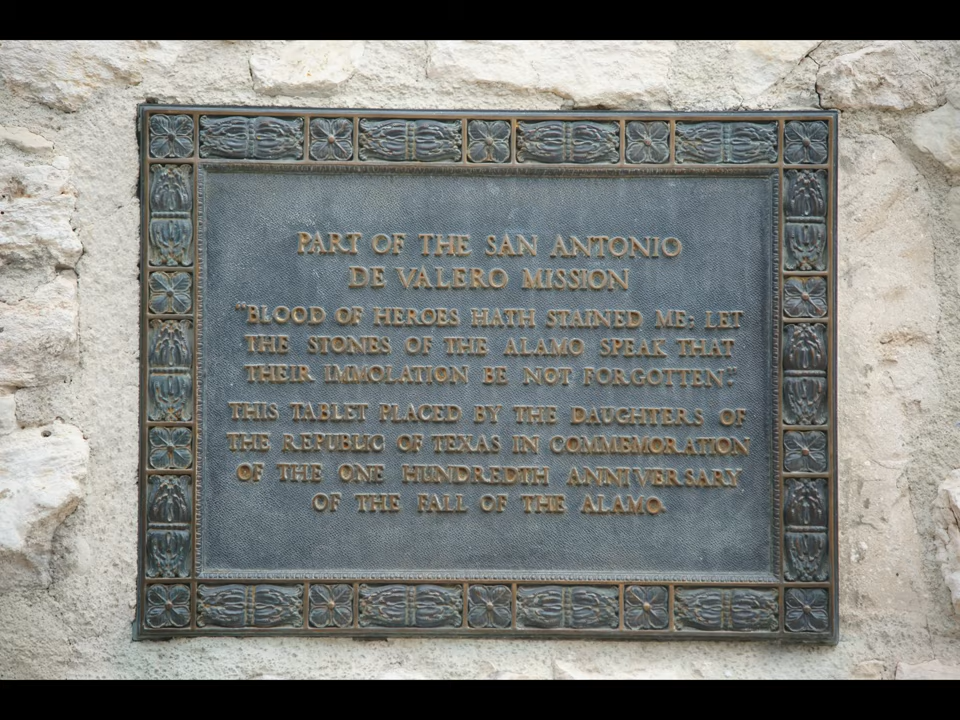 PART OF THE SAN ANTONIO
DE VALERO MISSION
"BLOOD OF HEROES HATH STAINED ME; LET
THE STONES OF THE ALAMO SPEAK THAT
THEIR IMMOLATION BE NOT FORGOTTEN."
THIS TABLET PLACED BY THE DAUGHTERS OF
THE REPUBLIC OF TEXAS IN COMMEMORATION
OF THE ONE HUNDREDTH ANNIVERSARY
OF THE FALL OF THE ALAMO.